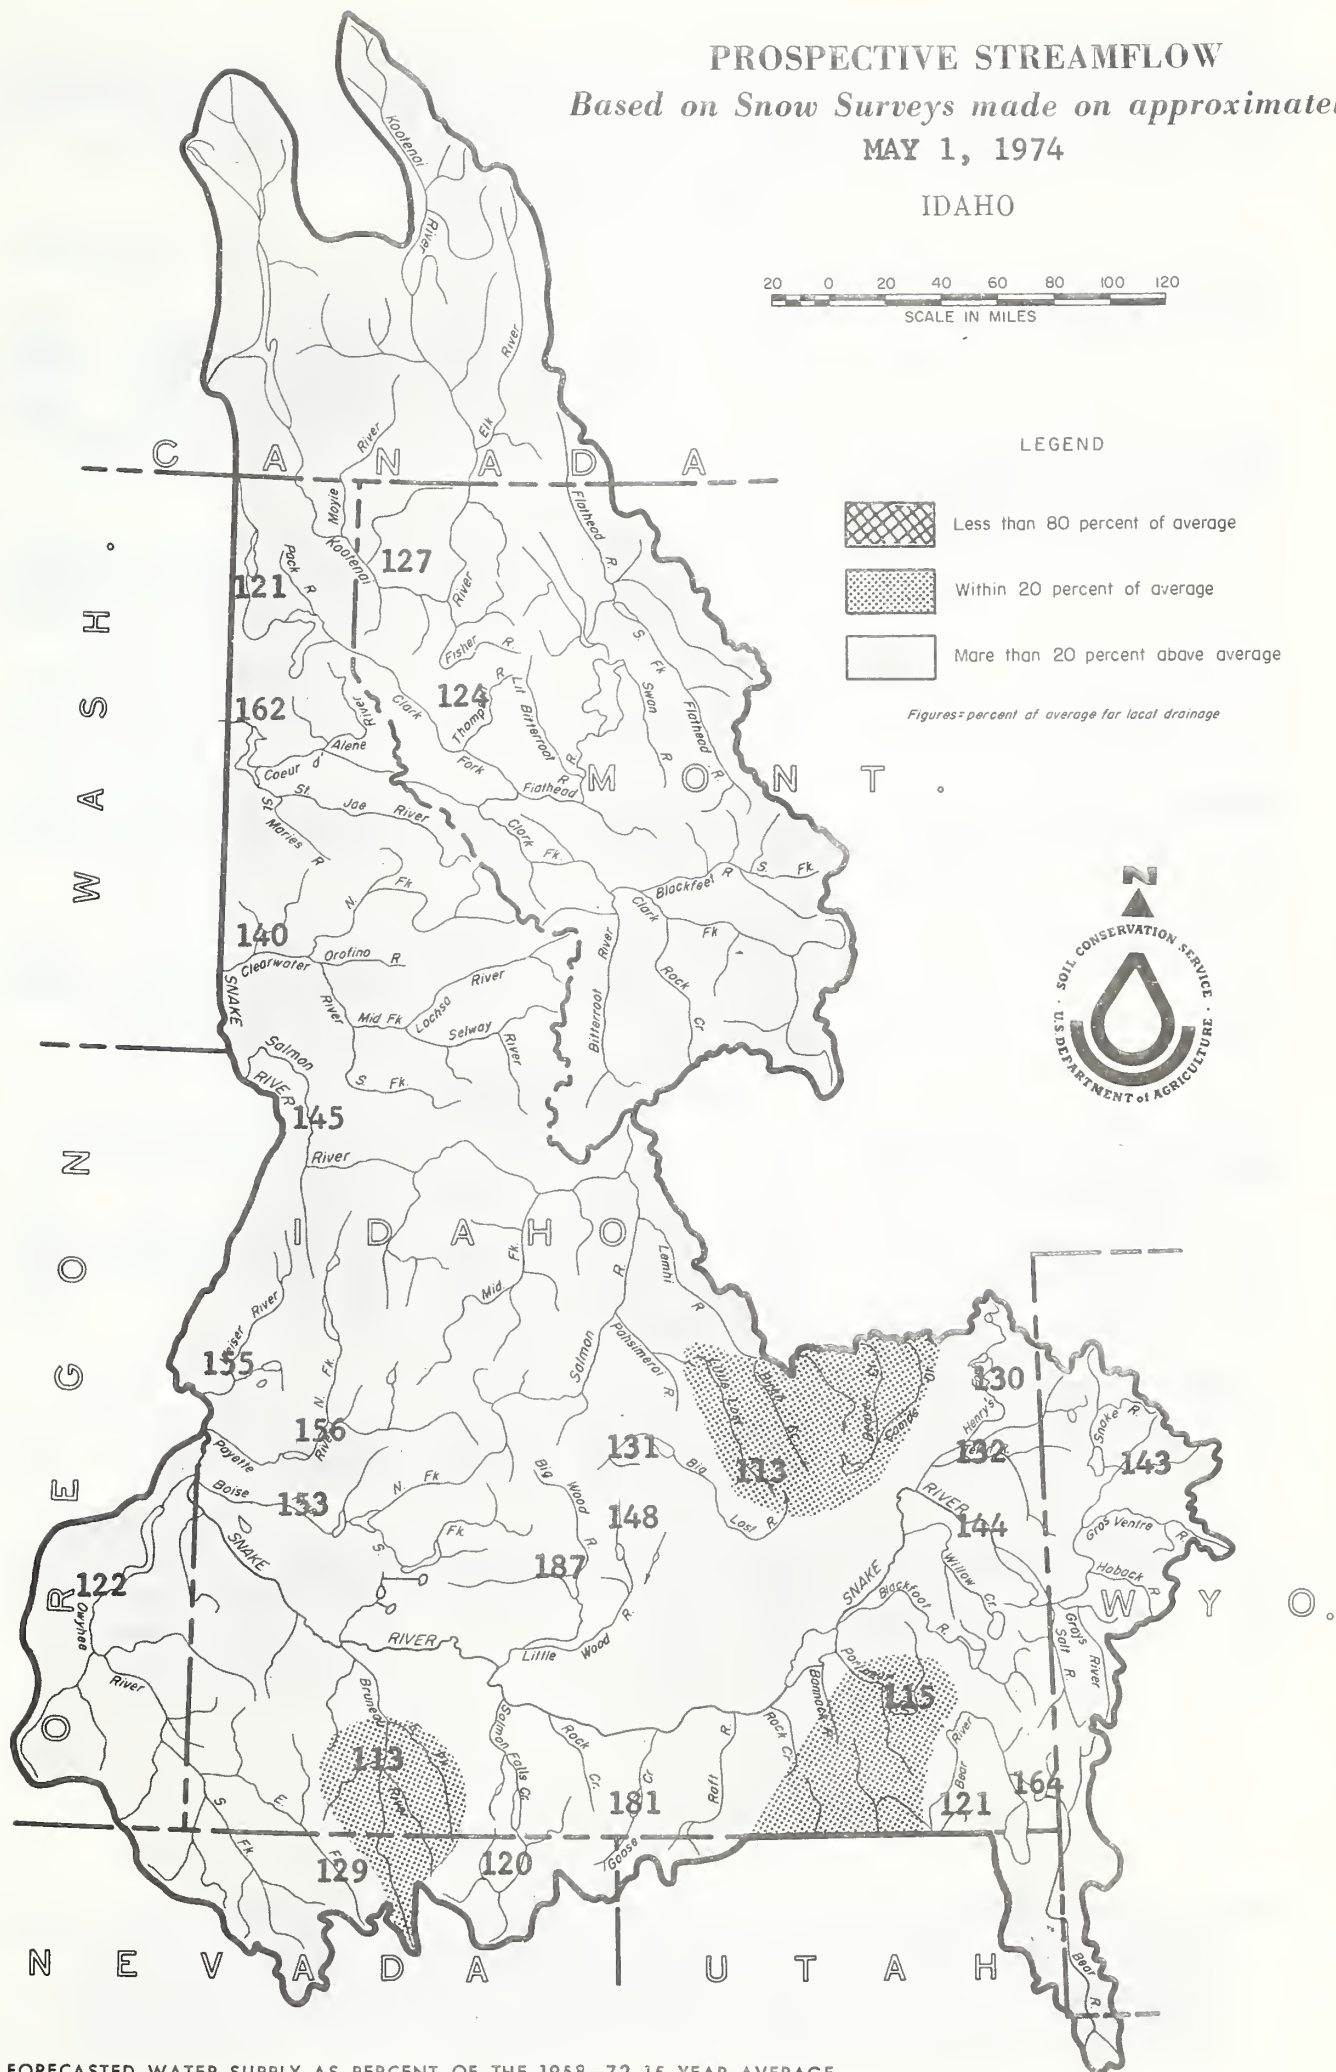 PROSPECTIVE STREAMFLOW
Based on Snow Surveys made on approximate
MAY 1, 1974
IDAHO
20 0 20 40 60 80 100 120
SCALE IN MILES
LEGEND
Less than 80 percent of average
Within 20 percent of average
More than 20 percent above average
Figures=percent of average for local drainage
N
SOIL CONSERVATION SERVICE
U.S. DEPARTMENT of AGRICULTURE
CANADA
WASH.
MONT.
OREGON
IDAHO
WYO.
NEVADA
UTAH
Kootenai
River
River
Elk
River
Moyie
Kootenai
127
River
Flathead R.
Pack R
121
Fisher R.
S. Fk
Flathead R.
Swan R
124
Thompson R
Lit Bitterroot R.
Clark
Fork
Flathead R
162
River
Coeur d' Alene
St. Joe River
St Maries R
Clark Fk.
Blackfeet R
S. Fk.
Clark Fk
Rock Cr
N. Fk
140
Clearwater
Orofino R
SNAKE
River
Mid Fk
Lochsa River
Selway River
Bitterroot River
S. Fk.
Salmon
RIVER
145
River
Mid. Fk.
Salmon R.
Lemhi R
Pahsimeroi R
Weiser River
155
N. Fk.
156
River
Payette
Boise
153
N. Fk
S. Fk
SNAKE
RIVER
131
Big Lost R.
Big Wood R.
148
187
Little Wood R.
Little Lost
Birch
Beaver Cr
Camas Cr
113
130
Henry's
132
Snake R.
143
RIVER
144
Gros Ventre R.
Hoback R
Willow Cr.
SNAKE
Blackfoot R.
Grays River
Salt R.
122
Owyhee
River
S Fk
E
129
Bruneau
River
113
Salmon Falls Cr.
120
Rock Cr.
181
Goose Cr
Raft R.
Rock Cr.
Bannock
Portneuf
115
Bear River
121
164
Bear R.
FORECASTED WATER SUPPLY AS PERCENT OF THE 1958-72 15 YEAR AVERAGE